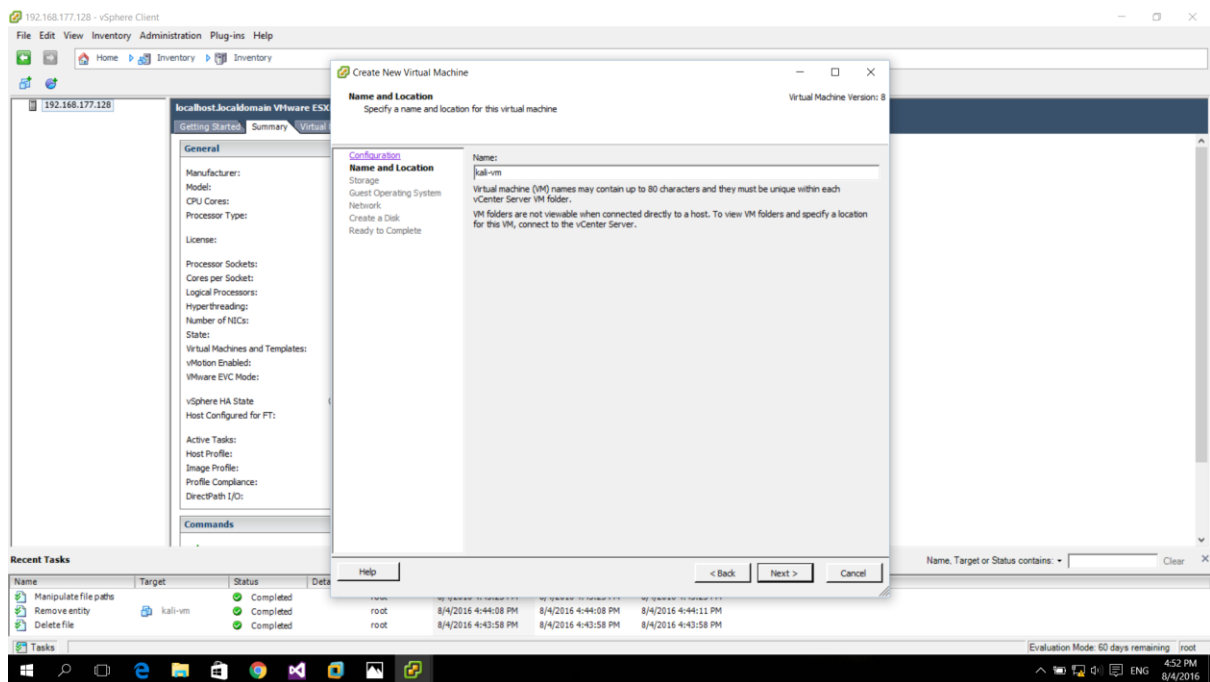 192.168.177.128 - vSphere Client
File Edit View Inventory Administration Plug-ins Help
Home Inventory Inventory
192.168.177.128
localhost.localdomain VMware ESX
Getting Started Summary Virtual
General
Manufacturer:
Model:
CPU Cores:
Processor Type:
License:
Processor Sockets:
Cores per Socket:
Logical Processors:
Hyperthreading:
Number of NICs:
State:
Virtual Machines and Templates:
vMotion Enabled:
VMware EVC Mode:
vSphere HA State
Host Configured for FT:
Active Tasks:
Host Profile:
Image Profile:
Profile Compliance:
DirectPath I/O:
Commands
Create New Virtual Machine
Name and Location
Specify a name and location for this virtual machine
Virtual Machine Version: 8
Configuration
Name and Location
Storage
Guest Operating System
Network
Create a Disk
Ready to Complete
Name:
kali-vm
Virtual machine (VM) names may contain up to 80 characters and they must be unique within each
vCenter Server VM folder.
VM folders are not viewable when connected directly to a host. To view VM folders and specify a location
for this VM, connect to the vCenter Server.
Help
< Back Next > Cancel
Recent Tasks
Name, Target or Status contains: Clear
Name Target Status Deta
Manipulate file paths Completed
Remove entity kali-vm Completed root 8/4/2016 4:44:08 PM 8/4/2016 4:44:08 PM 8/4/2016 4:44:11 PM
Delete file Completed root 8/4/2016 4:43:58 PM 8/4/2016 4:43:58 PM 8/4/2016 4:43:58 PM
Tasks
Evaluation Mode: 60 days remaining root
ENG
4:52 PM
8/4/2016